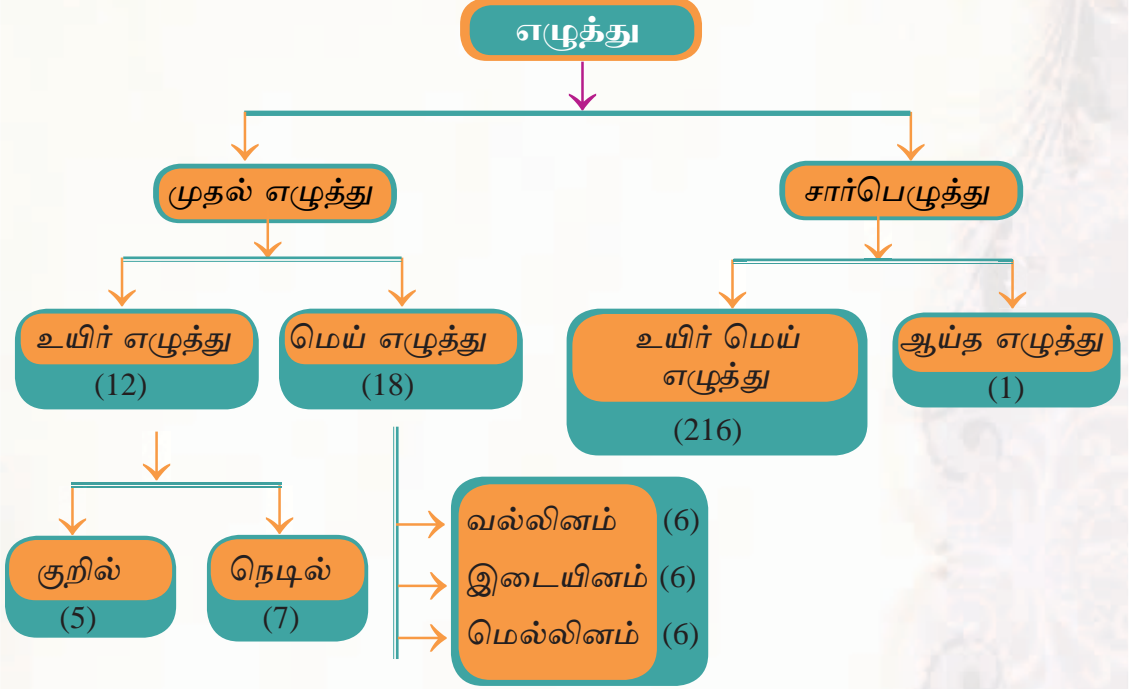 எழுத்து
முதல் எழுத்து
சார்பெழுத்து
உயிர் எழுத்து
(12)
மெய் எழுத்து
(18)
உயிர் மெய்
எழுத்து
(216)
ஆய்த எழுத்து
(1)
குறில்
(5)
நெடில்
(7)
வல்லினம் (6)
இடையினம் (6)
மெல்லினம் (6)